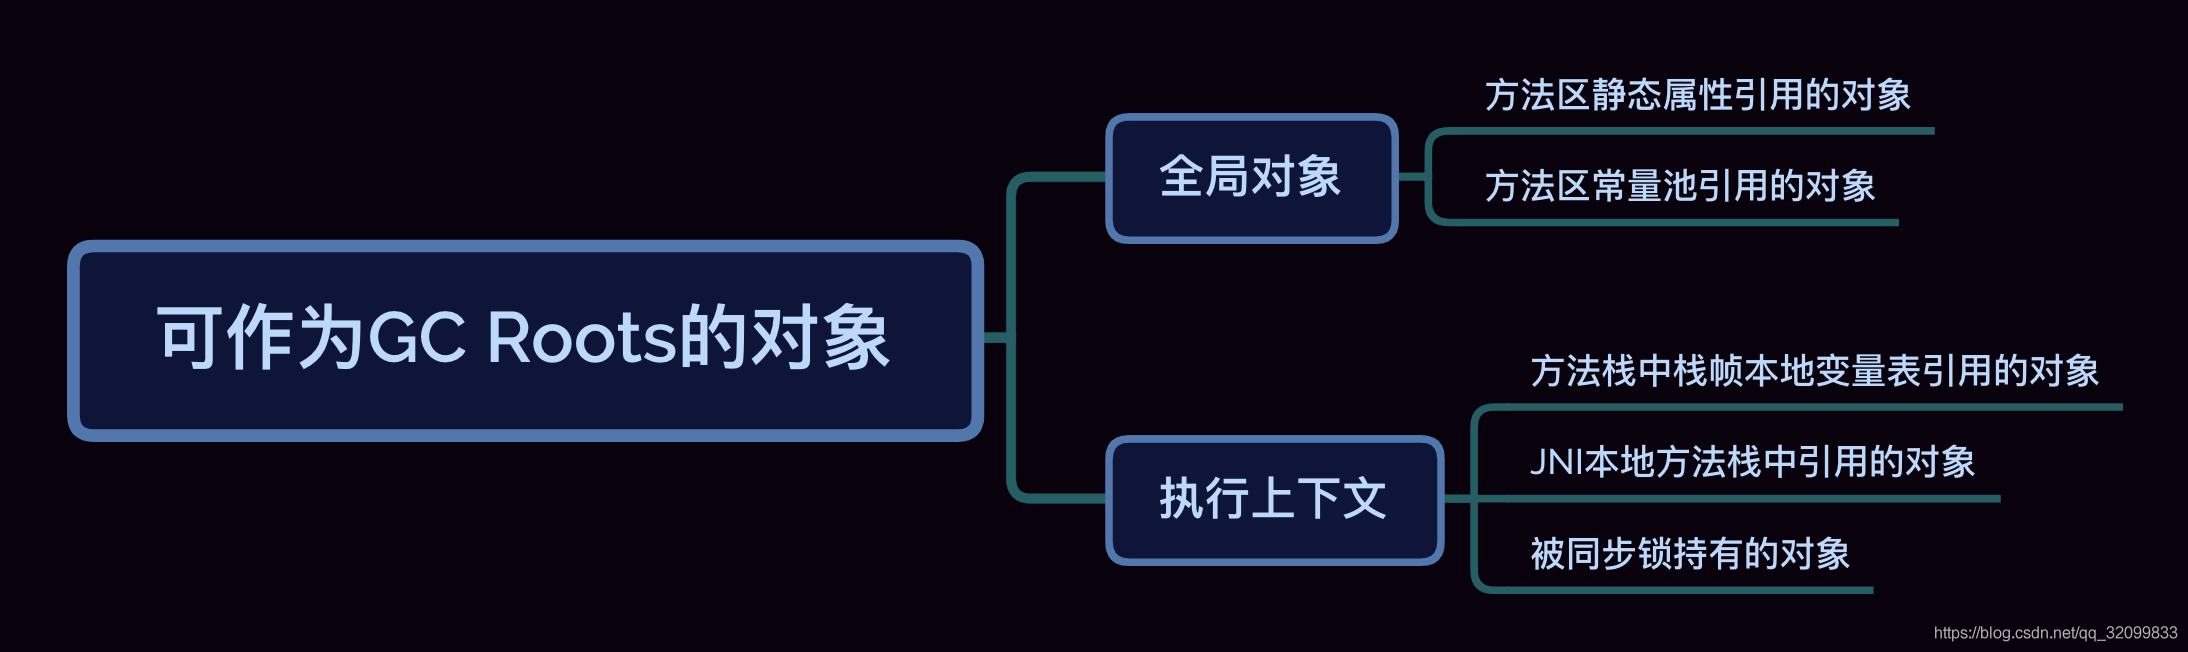 可作为GC Roots的对象
全局对象
方法区静态属性引用的对象
方法区常量池引用的对象
执行上下文
方法栈中栈帧本地变量表引用的对象
JNI本地方法栈中引用的对象
被同步锁持有的对象
https://blog.csdn.net/qq_32099833